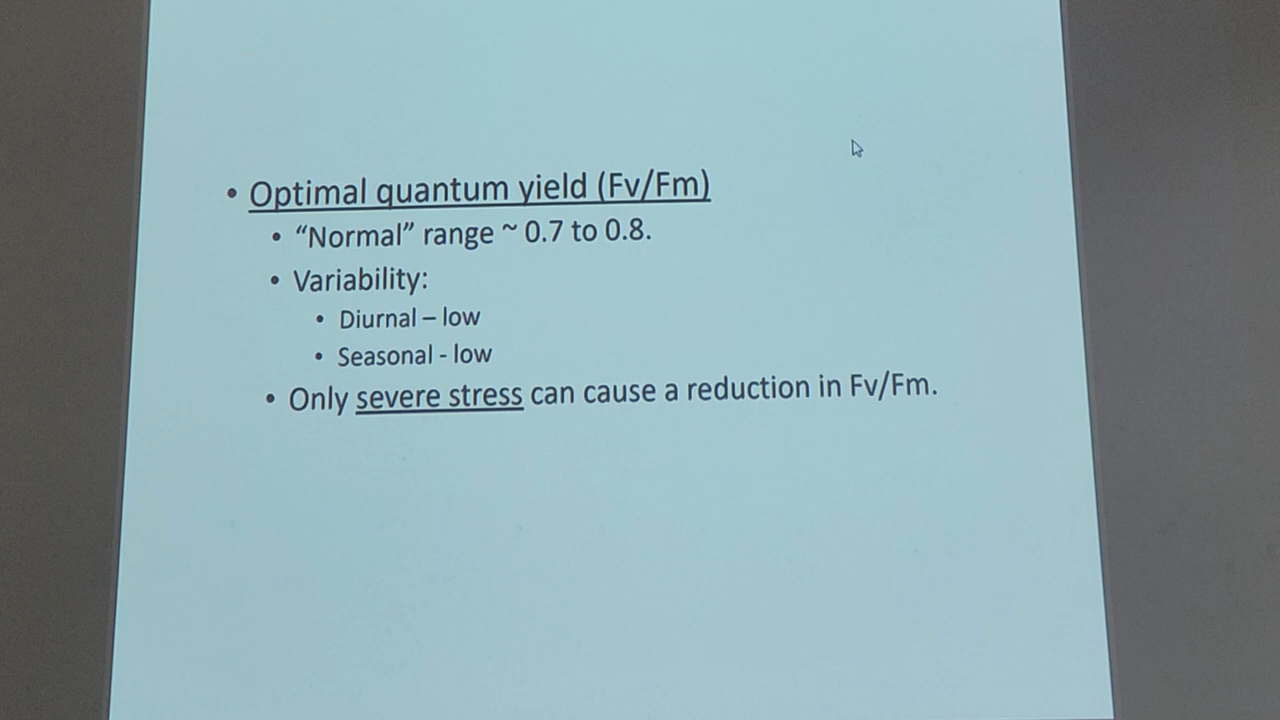 • Optimal quantum yield (Fv/Fm)
• “Normal” range ~ 0.7 to 0.8.
• Variability:
• Diurnal – low
• Seasonal - low
• Only severe stress can cause a reduction in Fv/Fm.